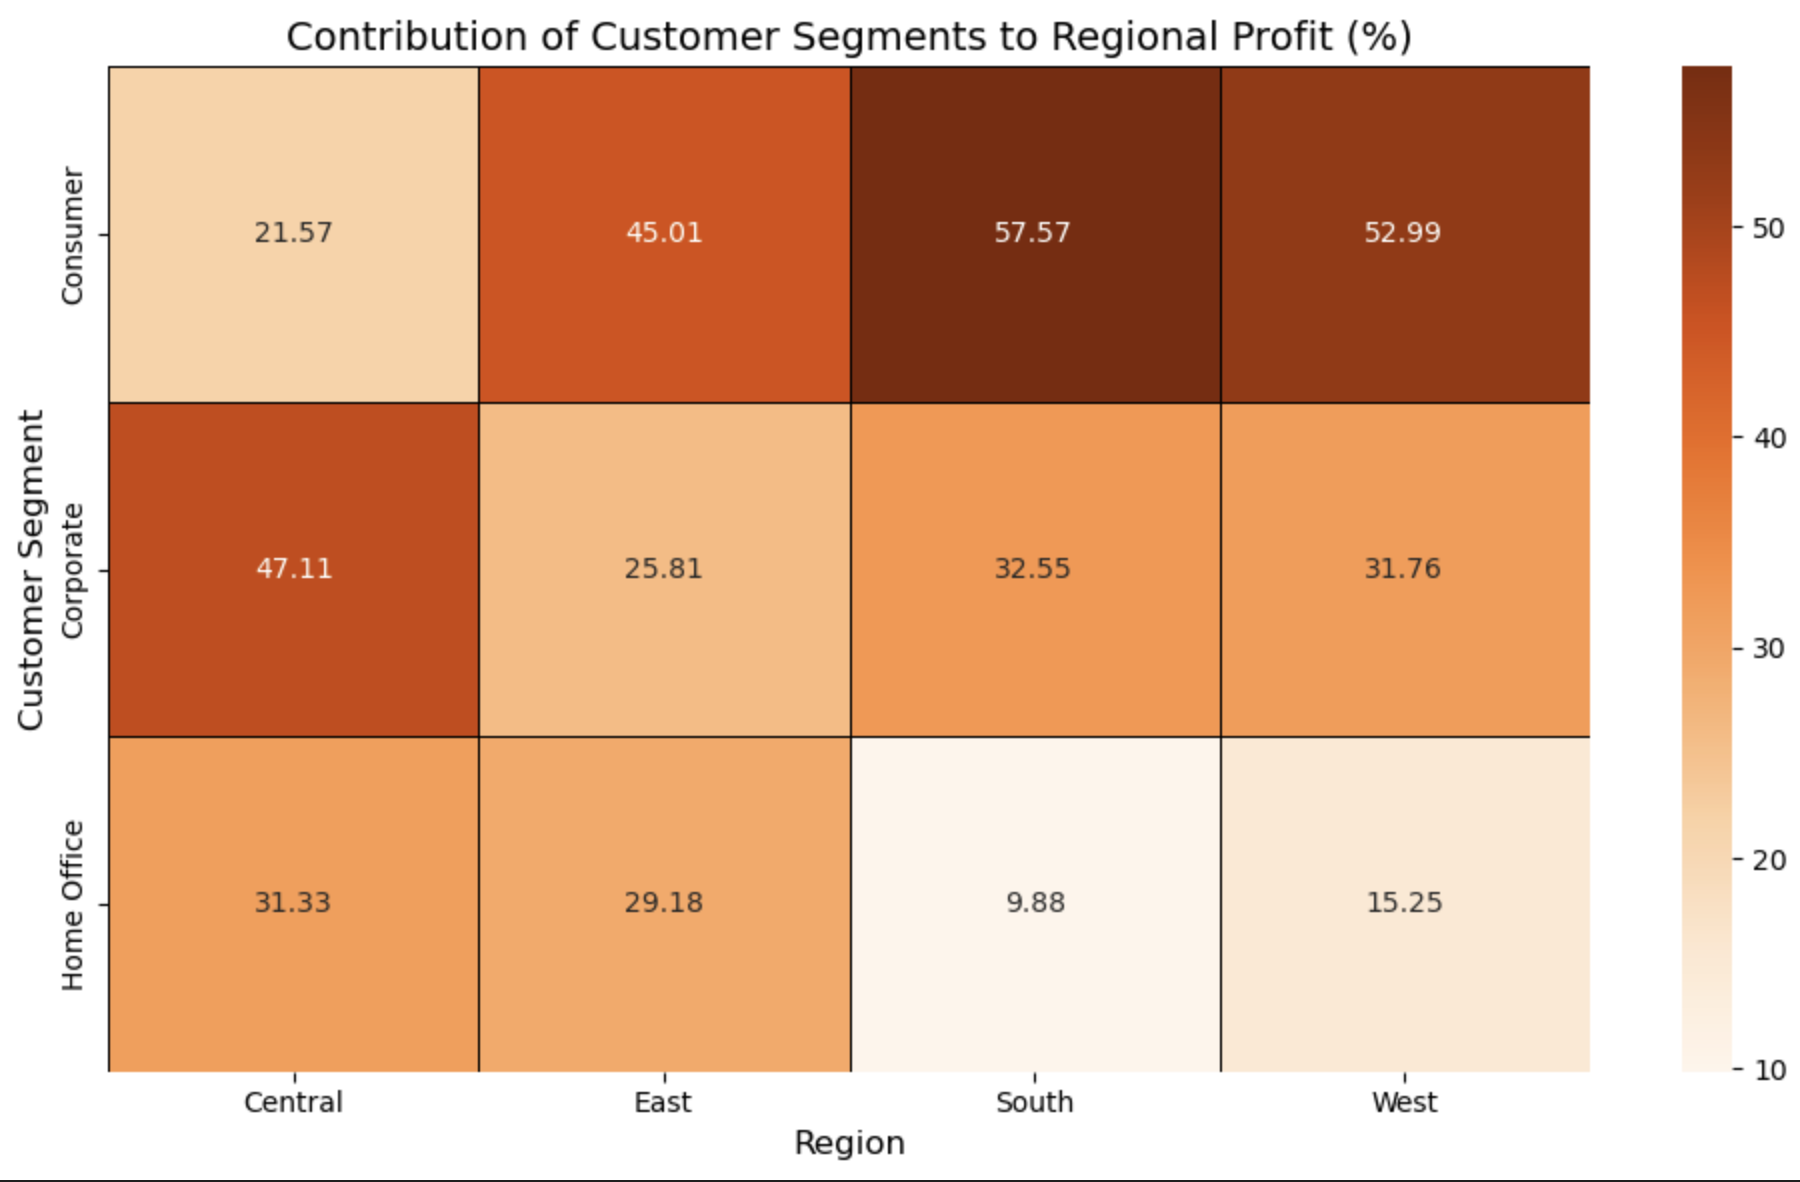 Contribution of Customer Segments to Regional Profit (%)
Customer Segment
Consumer
21.57 45.01 57.57 52.99
Corporate
47.11 25.81 32.55 31.76
Home Office
31.33 29.18 9.88 15.25
Central East South West
Region
50
40
30
20
10